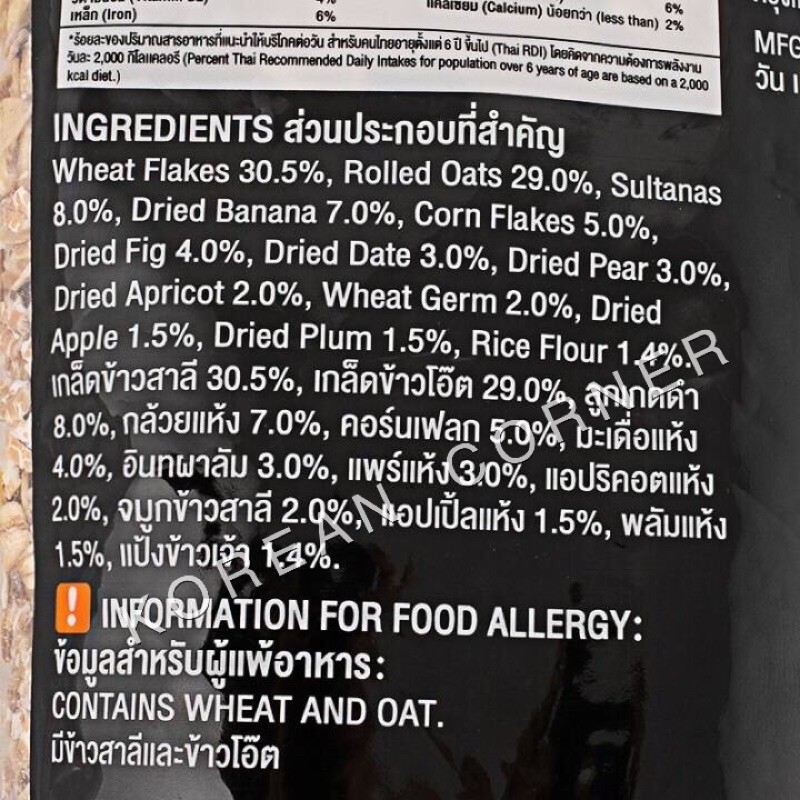 เหล็ก (Iron) 6%
6%
แคลเซียม (Calcium) น้อยกว่า (less than) 2%
*ร้อยละของปริมาณสารอาหารที่แนะนำให้บริโภคต่อวัน สำหรับคนไทยอายุตั้งแต่ 6 ปี ขึ้นไป (Thai RDI) โดยคิดจากความต้องการพลังงาน
วันละ 2,000 กิโลแคลอรี่ (Percent Thai Recommended Daily Intakes for population over 6 years of age are based on a 2,000
kcal diet.)
MFG
วัน
INGREDIENTS ส่วนประกอบที่สำคัญ
Wheat Flakes 30.5%, Rolled Oats 29.0%, Sultanas
8.0%, Dried Banana 7.0%, Corn Flakes 5.0%,
Dried Fig 4.0%, Dried Date 3.0%, Dried Pear 3.0%,
Dried Apricot 2.0%, Wheat Germ 2.0%, Dried
Apple 1.5%, Dried Plum 1.5%, Rice Flour 1.4%.
เกล็ดข้าวสาลี 30.5%, เกล็ดข้าวโอ๊ต 29.0%, ลูกเกดดำ
8.0%, กล้วยแห้ง 7.0%, คอร์นเฟลก 5.0%, มะเดื่อแห้ง
4.0%, อินทผาลัม 3.0%, แพร์แห้ง 3.0%, แอปริคอตแห้ง
2.0%, จมูกข้าวสาลี 2.0%, แอปเปิ้ลแห้ง 1.5%, พลัมแห้ง
1.5%, แป้งข้าวเจ้า 1.4%.
KOREAN CORNER
! INFORMATION FOR FOOD ALLERGY:
ข้อมูลสำหรับผู้แพ้อาหาร:
CONTAINS WHEAT AND OAT.
มีข้าวสาลีและข้าวโอ๊ต